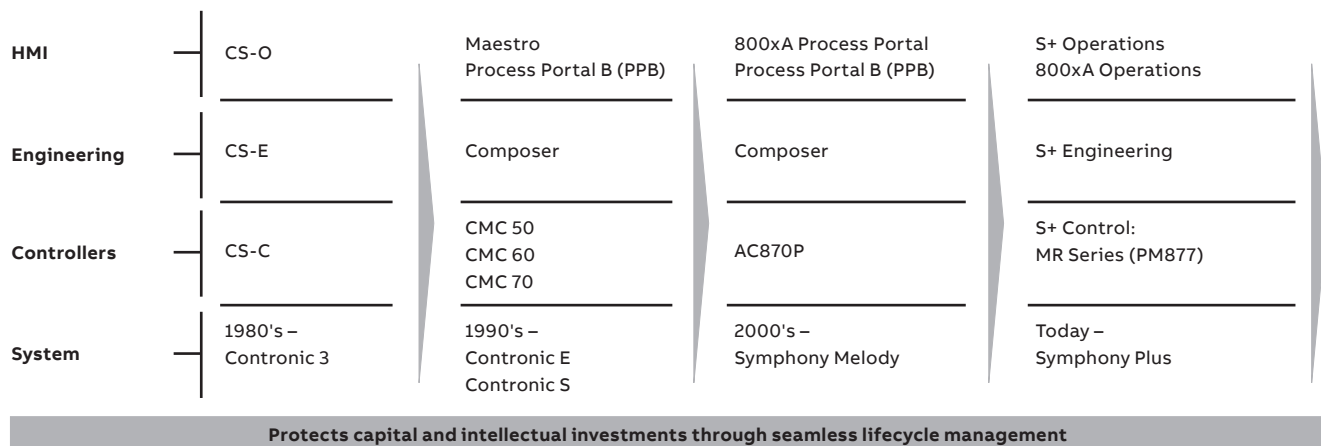 HMI
CS-O
Maestro
Process Portal B (PPB)
800xA Process Portal
Process Portal B (PPB)
S+ Operations
800xA Operations
Engineering
CS-E
Composer
Composer
S+ Engineering
Controllers
CS-C
CMC 50
CMC 60
CMC 70
AC870P
S+ Control:
MR Series (PM877)
System
1980's –
Contronic 3
1990's –
Contronic E
Contronic S
2000's –
Symphony Melody
Today –
Symphony Plus
Protects capital and intellectual investments through seamless lifecycle management